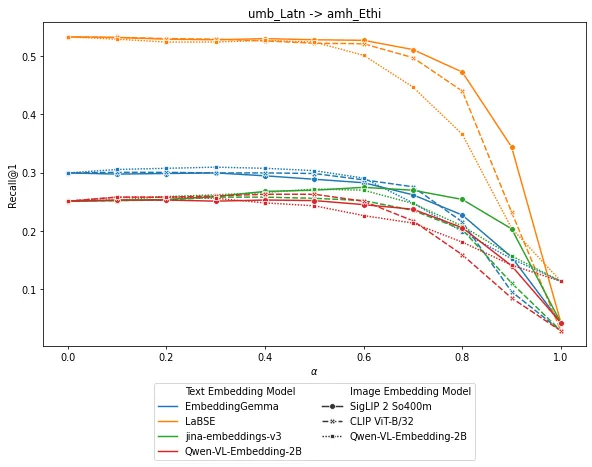 umb_Latn -> amh_Ethi
Recall@1
0.5
0.4
0.3
0.2
0.1
0.0 0.2 0.4 0.6 0.8 1.0
α
Text Embedding Model Image Embedding Model
EmbeddingGemma SigLIP 2 So400m
LaBSE CLIP ViT-B/32
jina-embeddings-v3 Qwen-VL-Embedding-2B
Qwen-VL-Embedding-2B